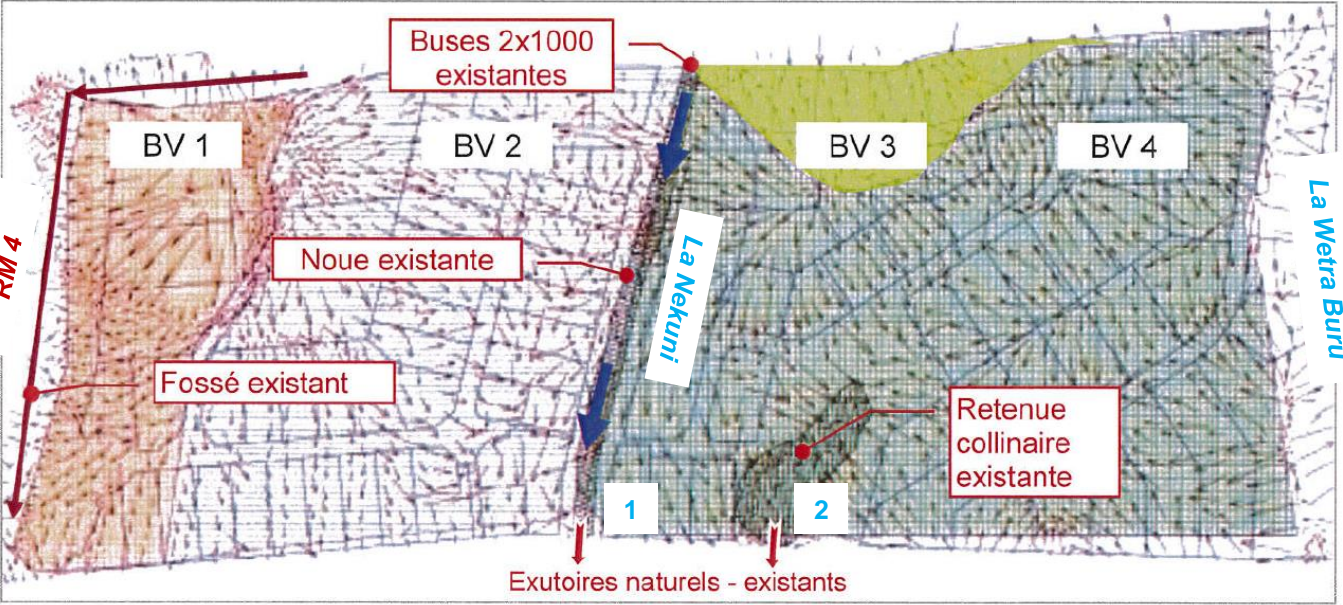 Buses 2x1000
existantes
BV 1
BV 2
BV 3
BV 4
RM 4
La Nekuni
La Wetra Buru
Noue existante
Fossé existant
Retenue
collinaire
existante
1
2
Exutoires naturels - existants